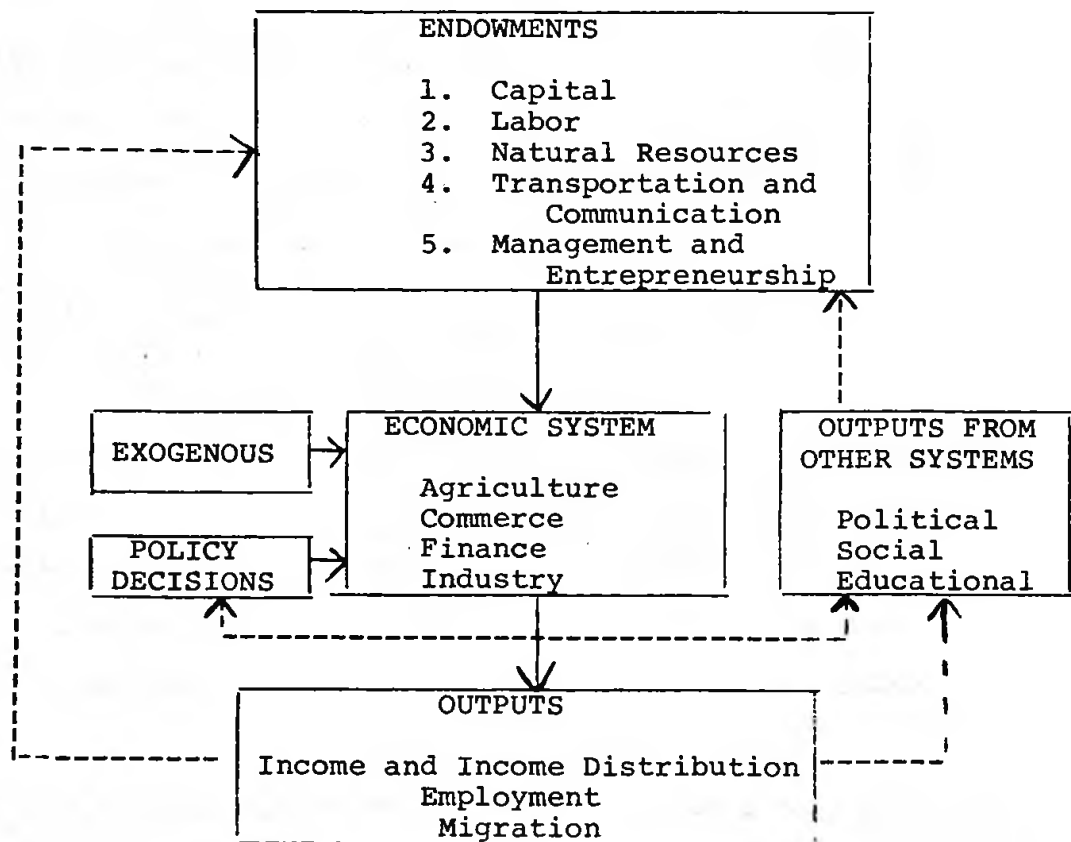 ENDOWMENTS
1. Capital
2. Labor
3. Natural Resources
4. Transportation and
Communication
5. Management and
Entrepreneurship
EXOGENOUS
POLICY
DECISIONS
ECONOMIC SYSTEM
Agriculture
Commerce
Finance
Industry
OUTPUTS FROM
OTHER SYSTEMS
Political
Social
Educational
OUTPUTS
Income and Income Distribution
Employment
Migration